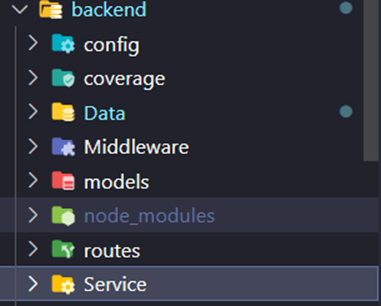 backend
config
coverage
Data
Middleware
models
node_modules
routes
Service